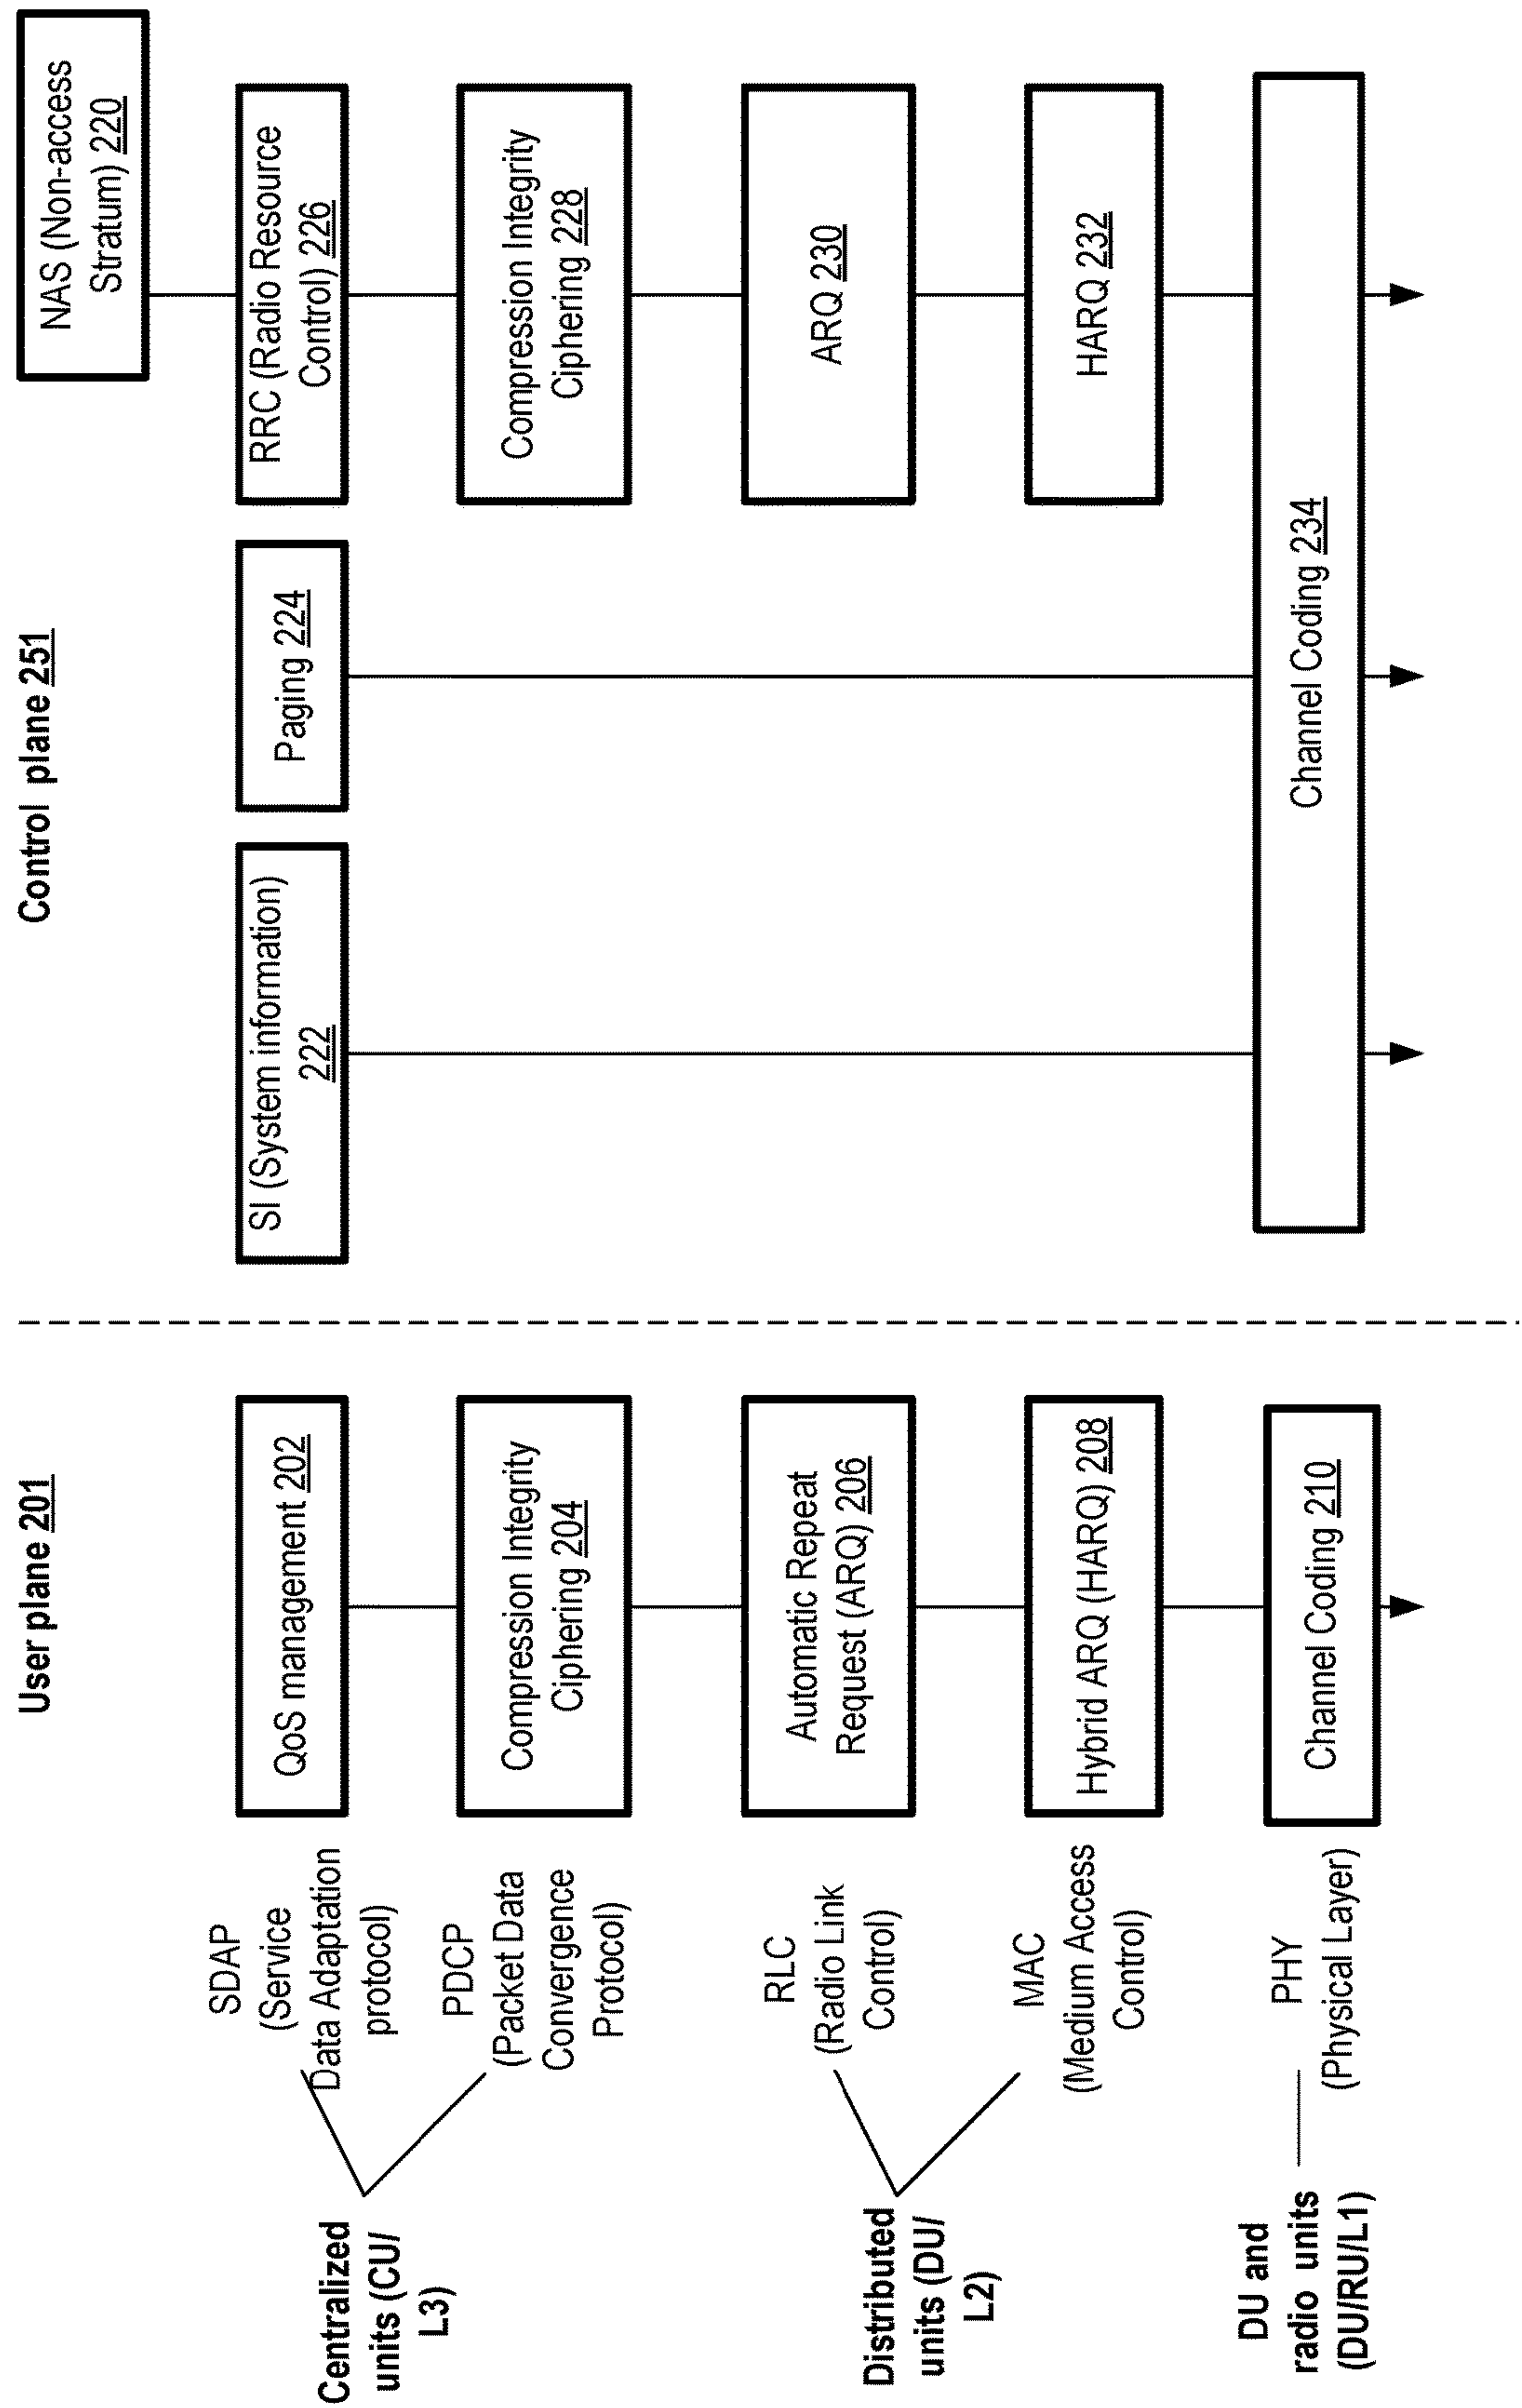 User plane 201
Control plane 251
NAS (Non-access
Stratum) 220
Centralized
units (CU/
L3)
SDAP
(Service
Data Adaptation
protocol)
QoS management 202
SI (System information)
222
Paging 224
RRC (Radio Resource
Control) 226
PDCP
(Packet Data
Convergence
Protocol)
Compression Integrity
Ciphering 204
Compression Integrity
Ciphering 228
Distributed
units (DU/
L2)
RLC
(Radio Link
Control)
Automatic Repeat
Request (ARQ) 206
ARQ 230
MAC
(Medium Access
Control)
Hybrid ARQ (HARQ) 208
HARQ 232
DU and
radio units
(DU/RU/L1)
PHY
(Physical Layer)
Channel Coding 210
Channel Coding 234